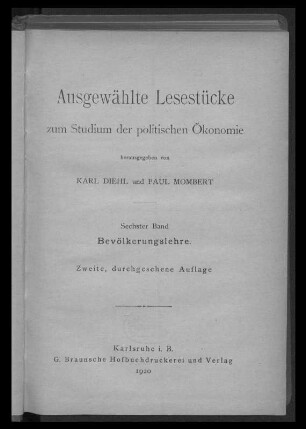 Ausgewählte Lesestücke
zum Studium der politischen Ökonomie
herausgegeben von
KARL DIEHL und PAUL MOMBERT
Sechster Band
Bevölkerungslehre.
Zweite, durchgesehene Auflage
Karlsruhe i. B.
G. Braunsche Hofbuchdruckerei und Verlag
1920